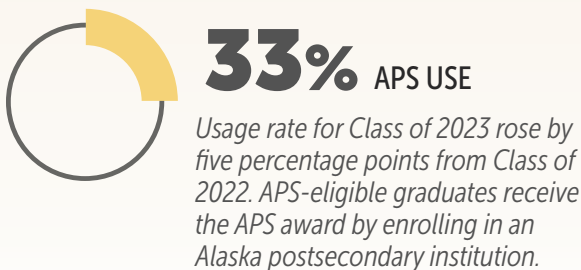 33% APS USE
Usage rate for Class of 2023 rose by
five percentage points from Class of
2022. APS-eligible graduates receive
the APS award by enrolling in an
Alaska postsecondary institution.